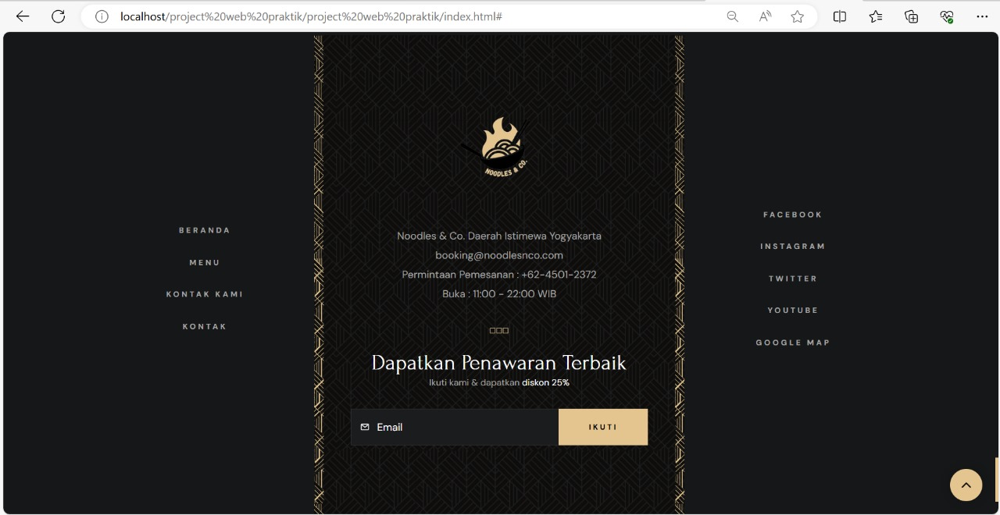 localhost/project%20web%20praktik/project%20web%20praktik/index.html#
NOODLES & CO.
BERANDA
MENU
KONTAK KAMI
KONTAK
Noodles & Co. Daerah Istimewa Yogyakarta
booking@noodlesnco.com
Permintaan Pemesanan : +62-4501-2372
Buka : 11:00 - 22:00 WIB
Dapatkan Penawaran Terbaik
Ikuti kami & dapatkan diskon 25%
Email
IKUTI
FACEBOOK
INSTAGRAM
TWITTER
YOUTUBE
GOOGLE MAP